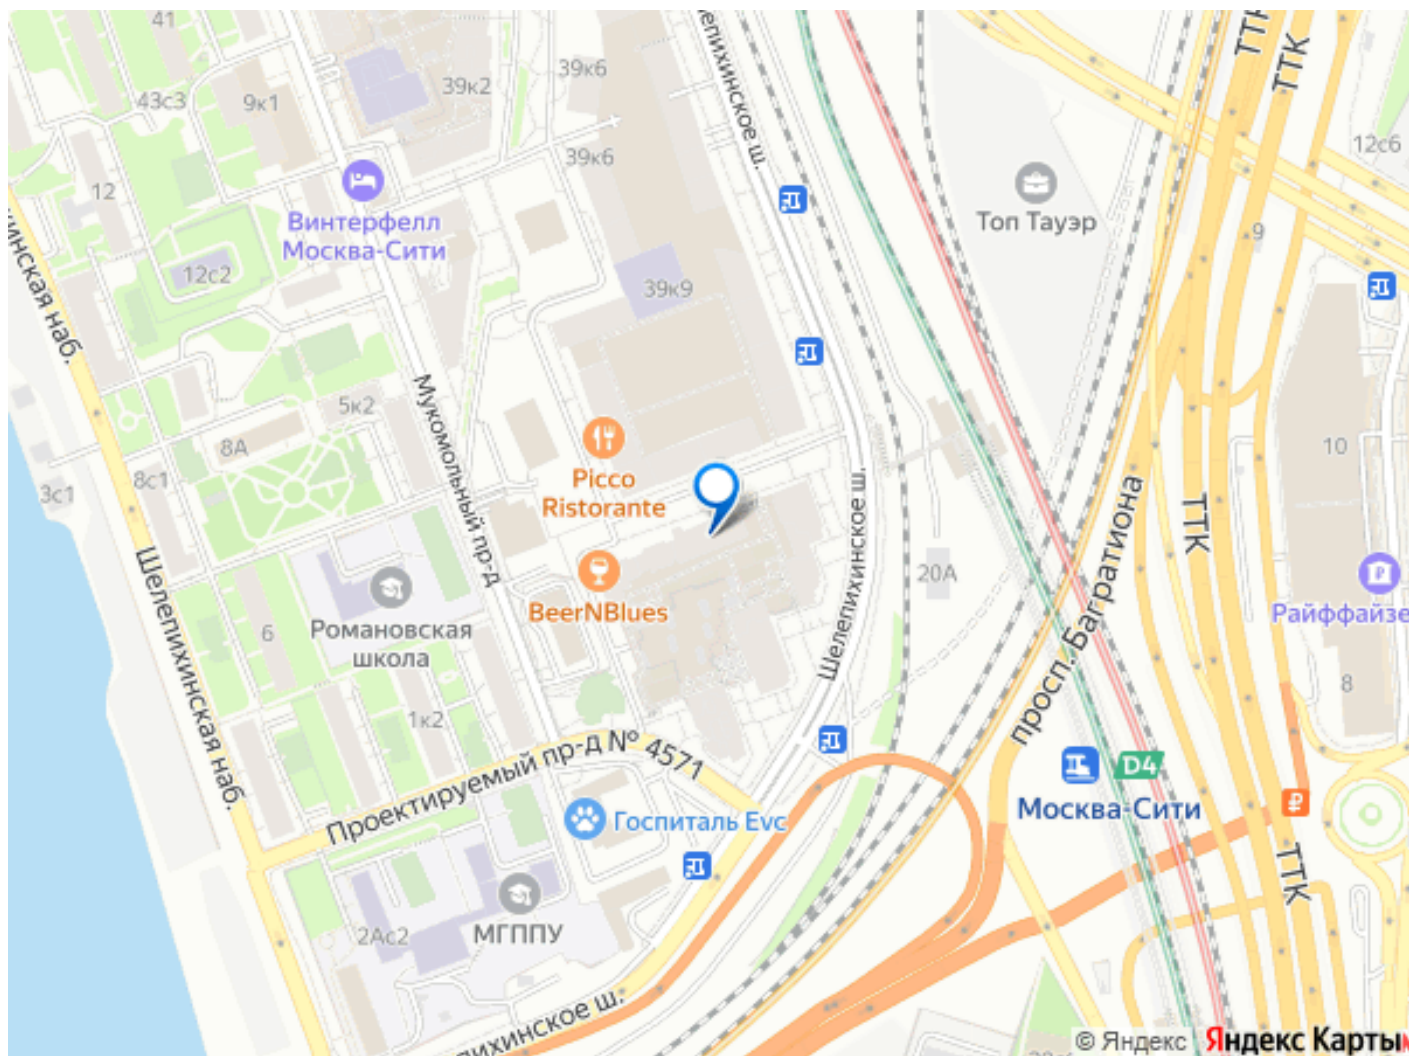 41
39к6
39к2
43с3
9к1
ТТК
ТТК
Шелепихинское ш.
39к6
12с6
12
Винтерфелл
Москва-Сити
Топ Тауэр
9
12с2
39к9
5к2
Мукомольный пр-д
8А
8с1
3с1
Picco
Ristorante
10
ТТК
просп. Багратиона
Шелепихинское ш.
20А
BeerNBlues
Райффайзе
Романовская
школа
6
Шелепихинская наб.
8
1к2
Проектируемый пр-д № 4571
D4
Москва-Сити
₽
Госпиталь Evc
ТТК
МГППУ
2Ас2
© Яндекс
Яндекс Карты